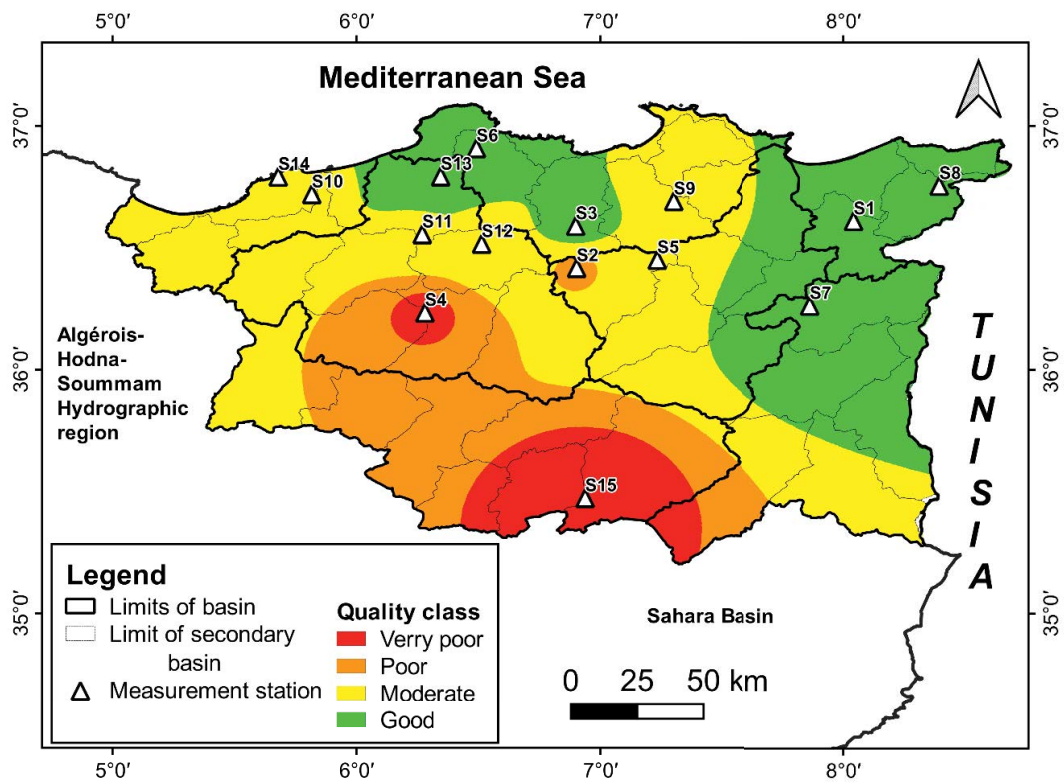 5°0′ 6°0′ 7°0′ 8°0′
Mediterranean Sea
37°0′ 37°0′
S6
S14 S13 S8
S10 S9
S11 S3 S1
S12 S5
S2
S7
S4
Algérois-
Hodna-
Soummam
Hydrographic
region
36°0′ 36°0′
TUNISIA
S15
Legend
Limits of basin
Limit of secondary
basin
Measurement station
Quality class
Verry poor
Poor
Moderate
Good
Sahara Basin
0 25 50 km
35°0′ 35°0′
5°0′ 6°0′ 7°0′ 8°0′